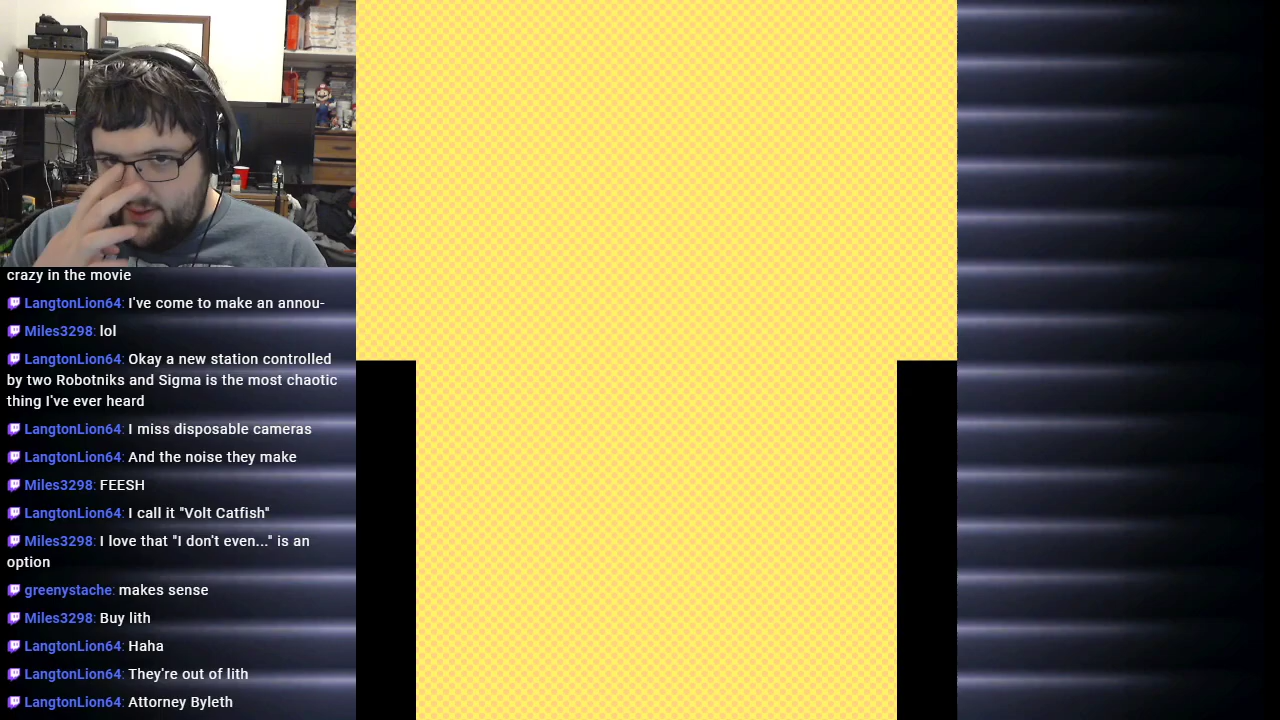 crazy in the movie
LangtonLion64: I've come to make an annou-
Miles3298: lol
LangtonLion64: Okay a new station controlled
by two Robotniks and Sigma is the most chaotic
thing I've ever heard
LangtonLion64: I miss disposable cameras
LangtonLion64: And the noise they make
Miles3298: FEESH
LangtonLion64: I call it "Volt Catfish"
Miles3298: I love that "I don't even..." is an
option
greenystache: makes sense
Miles3298: Buy lith
LangtonLion64: Haha
LangtonLion64: They're out of lith
LangtonLion64: Attorney Byleth